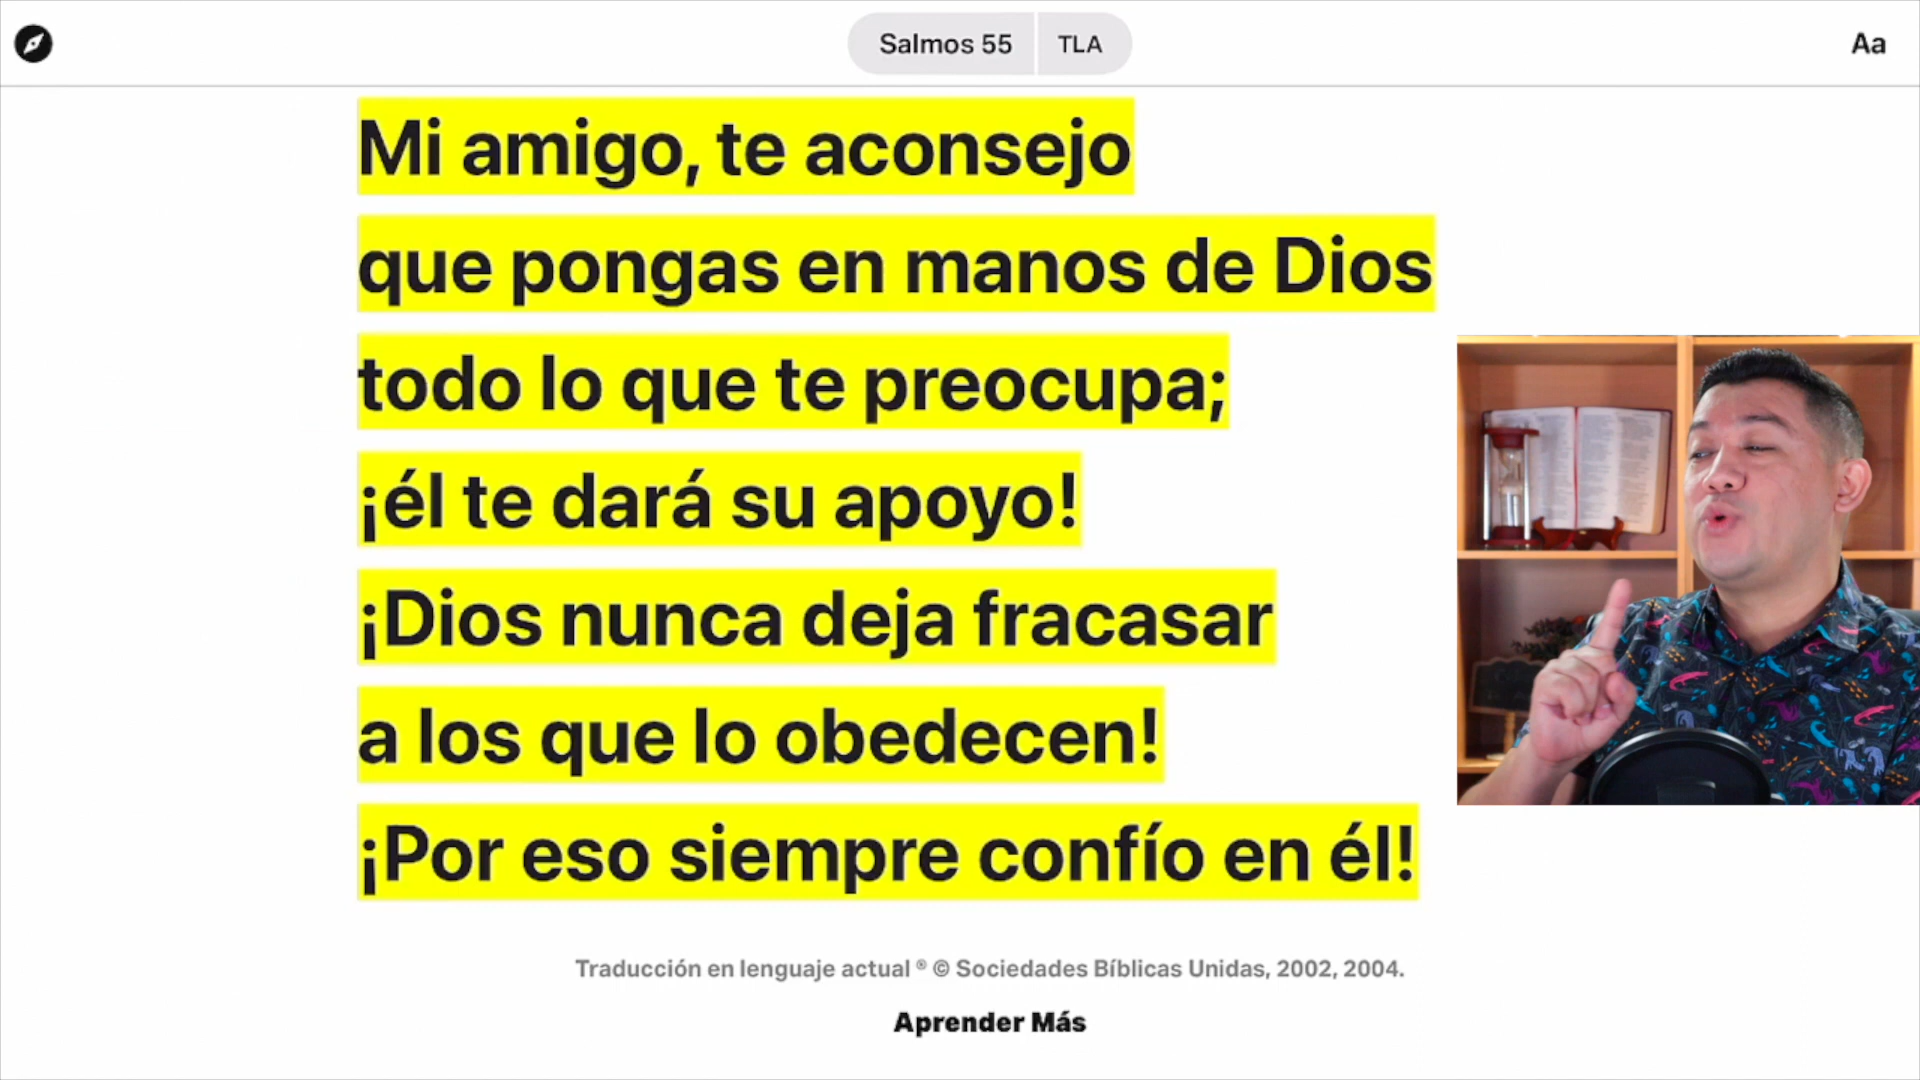 Salmos 55 TLA Aa
Mi amigo, te aconsejo
que pongas en manos de Dios
todo lo que te preocupa;
¡él te dará su apoyo!
¡Dios nunca deja fracasar
a los que lo obedecen!
¡Por eso siempre confío en él!
Traducción en lenguaje actual ® © Sociedades Bíblicas Unidas, 2002, 2004.
Aprender Más